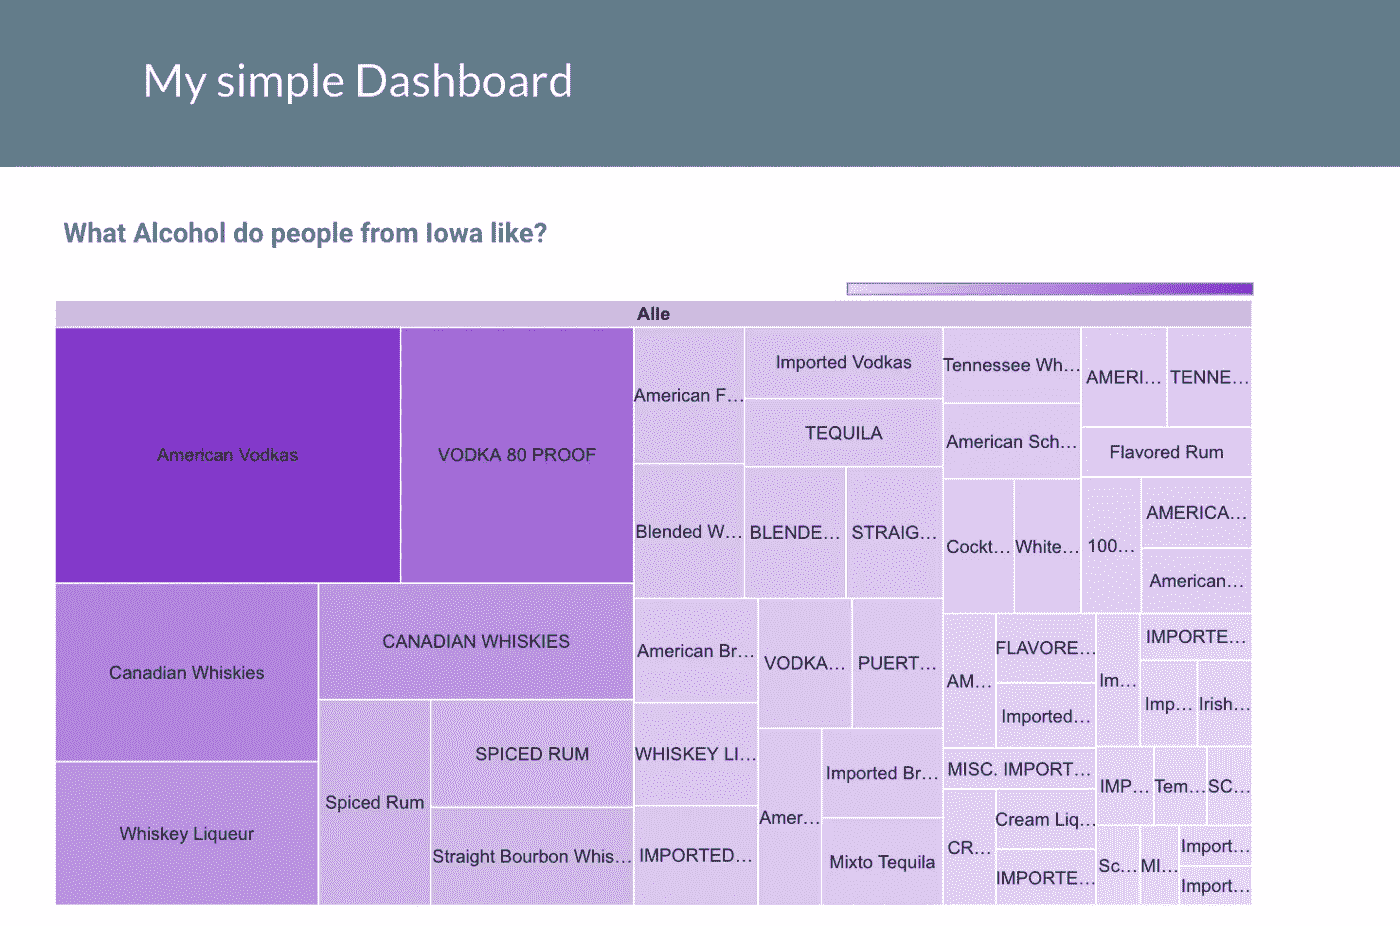 My simple Dashboard
What Alcohol do people from Iowa like?
Alle
American Vodkas
VODKA 80 PROOF
Canadian Whiskies
CANADIAN WHISKIES
Whiskey Liqueur
Spiced Rum
SPICED RUM
Straight Bourbon Whis...
American F...
Imported Vodkas
TEQUILA
Blended W...
BLENDE...
STRAIG...
American Br...
VODKA...
PUERT...
WHISKEY LI...
IMPORTED...
Amer...
Imported Br...
Mixto Tequila
Tennessee Wh...
American Sch...
AMERI...
TENNE...
Flavored Rum
Cockt...
White...
100...
AMERICA...
American...
AM...
FLAVORE...
Imported...
Im...
IMPORTE...
Imp...
Irish...
MISC. IMPORT...
CR...
Cream Liq...
IMPORTE...
IMP...
Tem...
SC...
Sc...
MI...
Import...
Import...